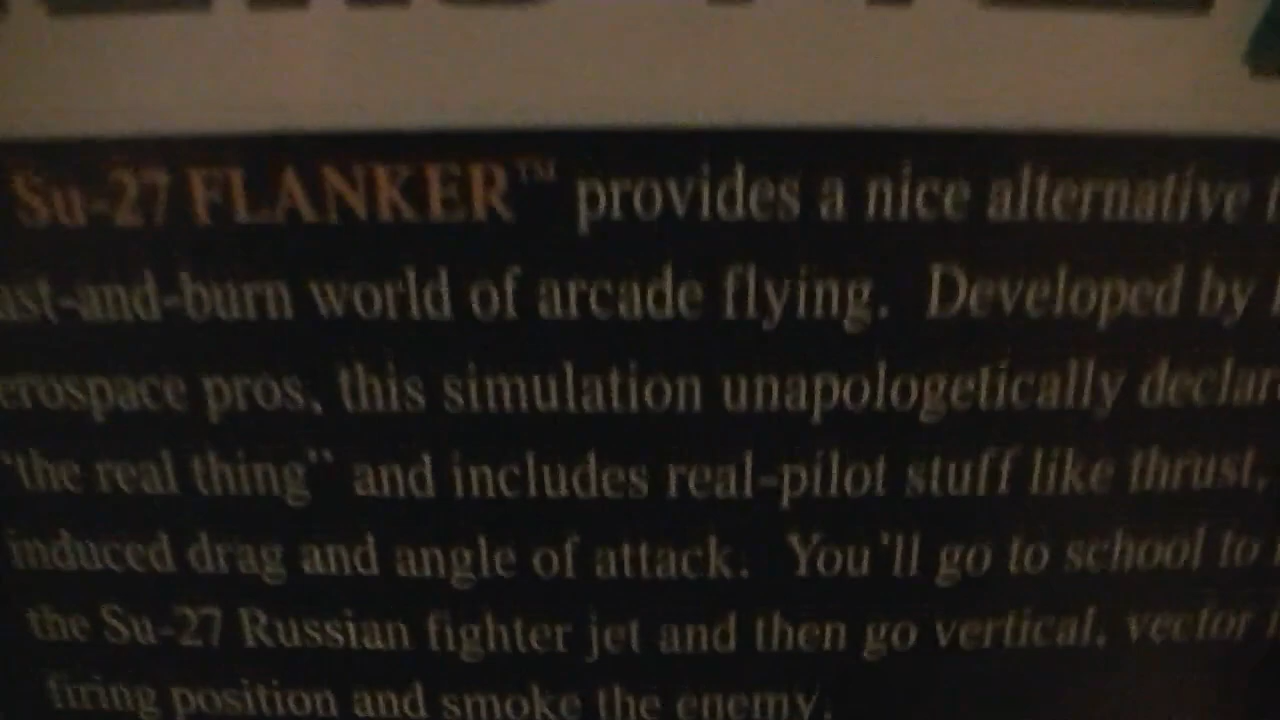 Su-27 FLANKER™ provides a nice alternative
ast-and-burn world of arcade flying. Developed by
erospace pros, this simulation unapologetically declar
"the real thing" and includes real-pilot stuff like thrust,
induced drag and angle of attack. You'll go to school to
the Su-27 Russian fighter jet and then go vertical, vector
firing position and smoke the enemy.